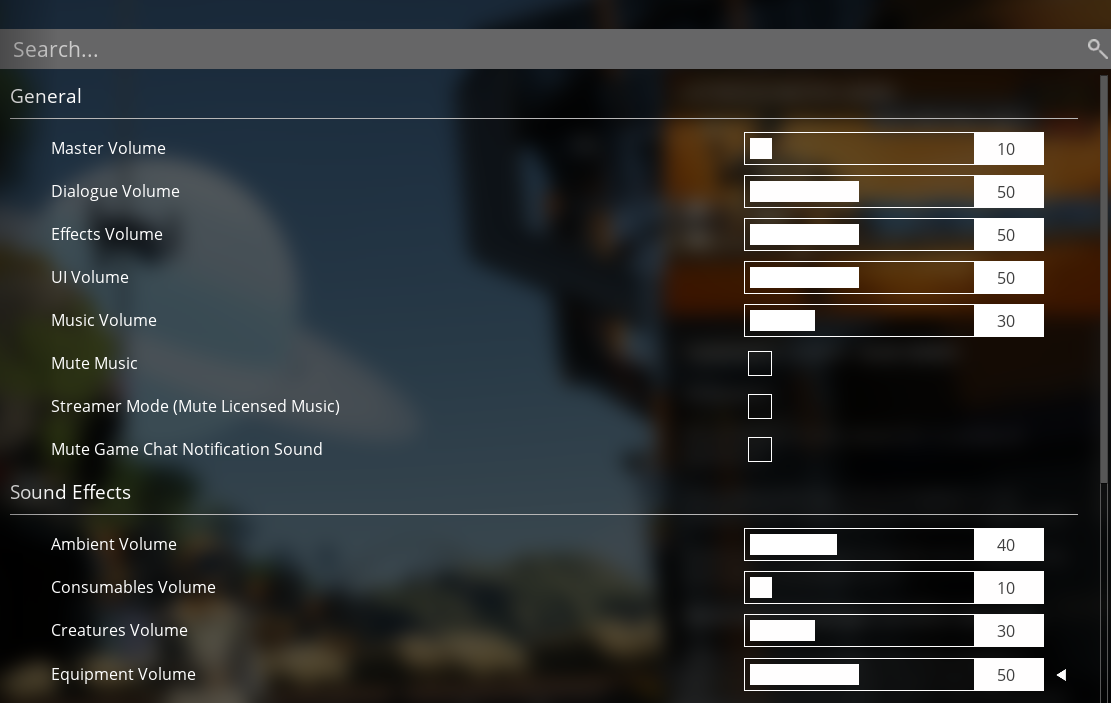 Search...
General
Master Volume 10
Dialogue Volume 50
Effects Volume 50
UI Volume 50
Music Volume 30
Mute Music
Streamer Mode (Mute Licensed Music)
Mute Game Chat Notification Sound
Sound Effects
Ambient Volume 40
Consumables Volume 10
Creatures Volume 30
Equipment Volume 50